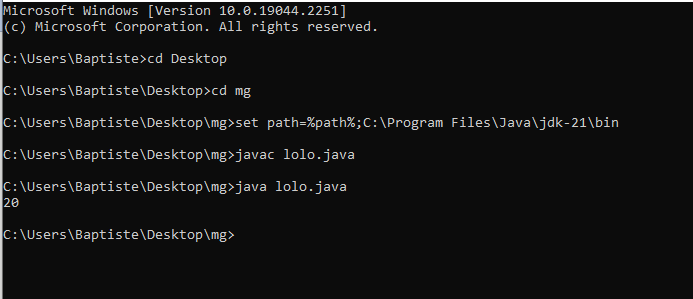 Microsoft Windows [Version 10.0.19044.2251]
(c) Microsoft Corporation. All rights reserved.
C:\Users\Baptiste>cd Desktop
C:\Users\Baptiste\Desktop>cd mg
C:\Users\Baptiste\Desktop\mg>set path=%path%;C:\Program Files\Java\jdk-21\bin
C:\Users\Baptiste\Desktop\mg>javac lolo.java
C:\Users\Baptiste\Desktop\mg>java lolo.java
20
C:\Users\Baptiste\Desktop\mg>